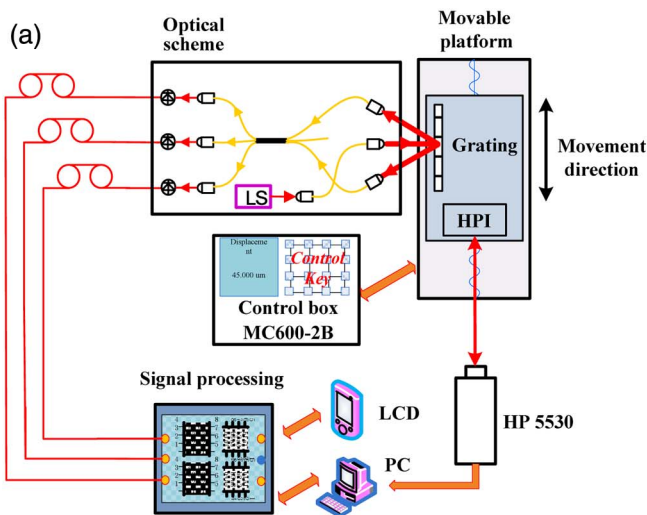 (a)
Optical
scheme
Movable
platform
LS
Grating
HPI
Movement
direction
Displaceme
nt
45.000 um
Control
Key
Control box
MC600-2B
Signal processing
LCD
PC
HP 5530